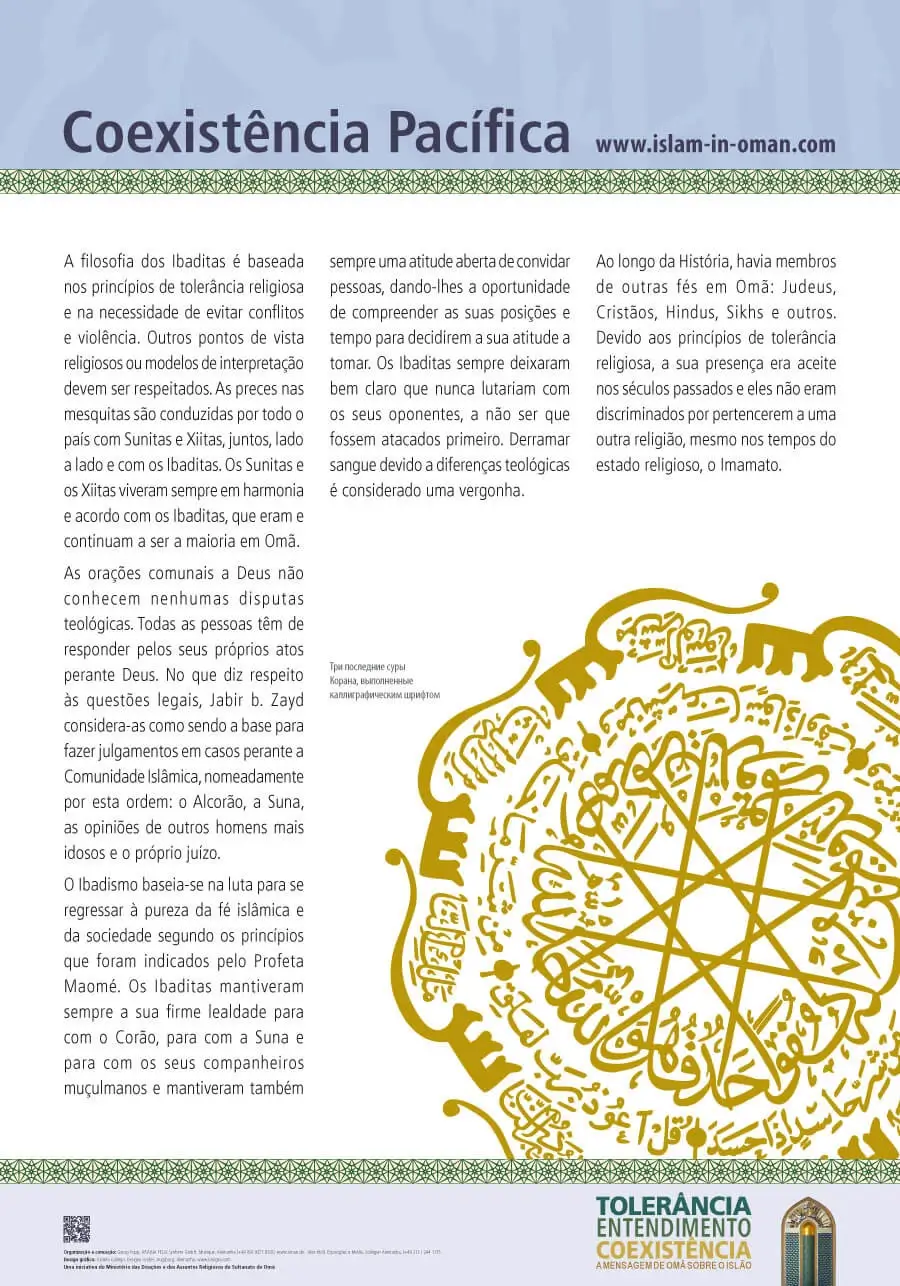 Coexistência Pacífica
www.islam-in-oman.com
A filosofia dos Ibaditas é baseada
nos princípios de tolerância religiosa
e na necessidade de evitar conflitos
e violência. Outros pontos de vista
religiosos ou modelos de interpretação
devem ser respeitados. As preces nas
mesquitas são conduzidas por todo o
país com Sunitas e Xiitas, juntos, lado
a lado e com os Ibaditas. Os Sunitas e
os Xiitas viveram sempre em harmonia
e acordo com os Ibaditas, que eram e
continuam a ser a maioria em Omã.
As orações comunais a Deus não
conhecem nenhumas disputas
teológicas. Todas as pessoas têm de
responder pelos seus próprios atos
perante Deus. No que diz respeito
às questões legais, Jabir b. Zayd
considera-as como sendo a base para
fazer julgamentos em casos perante a
Comunidade Islâmica, nomeadamente
por esta ordem: o Alcorão, a Suna,
as opiniões de outros homens mais
idosos e o próprio juízo.
O Ibadismo baseia-se na luta para se
regressar à pureza da fé islâmica e
da sociedade segundo os princípios
que foram indicados pelo Profeta
Maomé. Os Ibaditas mantiveram
sempre a sua firme lealdade para
com o Corão, para com a Suna e
para com os seus companheiros
muçulmanos e mantiveram também
sempre uma atitude aberta de convidar
pessoas, dando-lhes a oportunidade
de compreender as suas posições e
tempo para decidirem a sua atitude a
tomar. Os Ibaditas sempre deixaram
bem claro que nunca lutariam com
os seus oponentes, a não ser que
fossem atacados primeiro. Derramar
sangue devido a diferenças teológicas
é considerado uma vergonha.
Ao longo da História, havia membros
de outras fés em Omã: Judeus,
Cristãos, Hindus, Sikhs e outros.
Devido aos princípios de tolerância
religiosa, a sua presença era aceite
nos séculos passados e eles não eram
discriminados por pertencerem a uma
outra religião, mesmo nos tempos do
estado religioso, o Imamato.
Три последние суры
Корана, выполненные
каллиграфическим шрифтом
TOLERÂNCIA
ENTENDIMENTO
COEXISTÊNCIA
A MENSAGEM DE OMÃ SOBRE O ISLÃO
Uma iniciativa do Ministério das Doações e dos Assuntos Religiosos do Sultanato de Omã